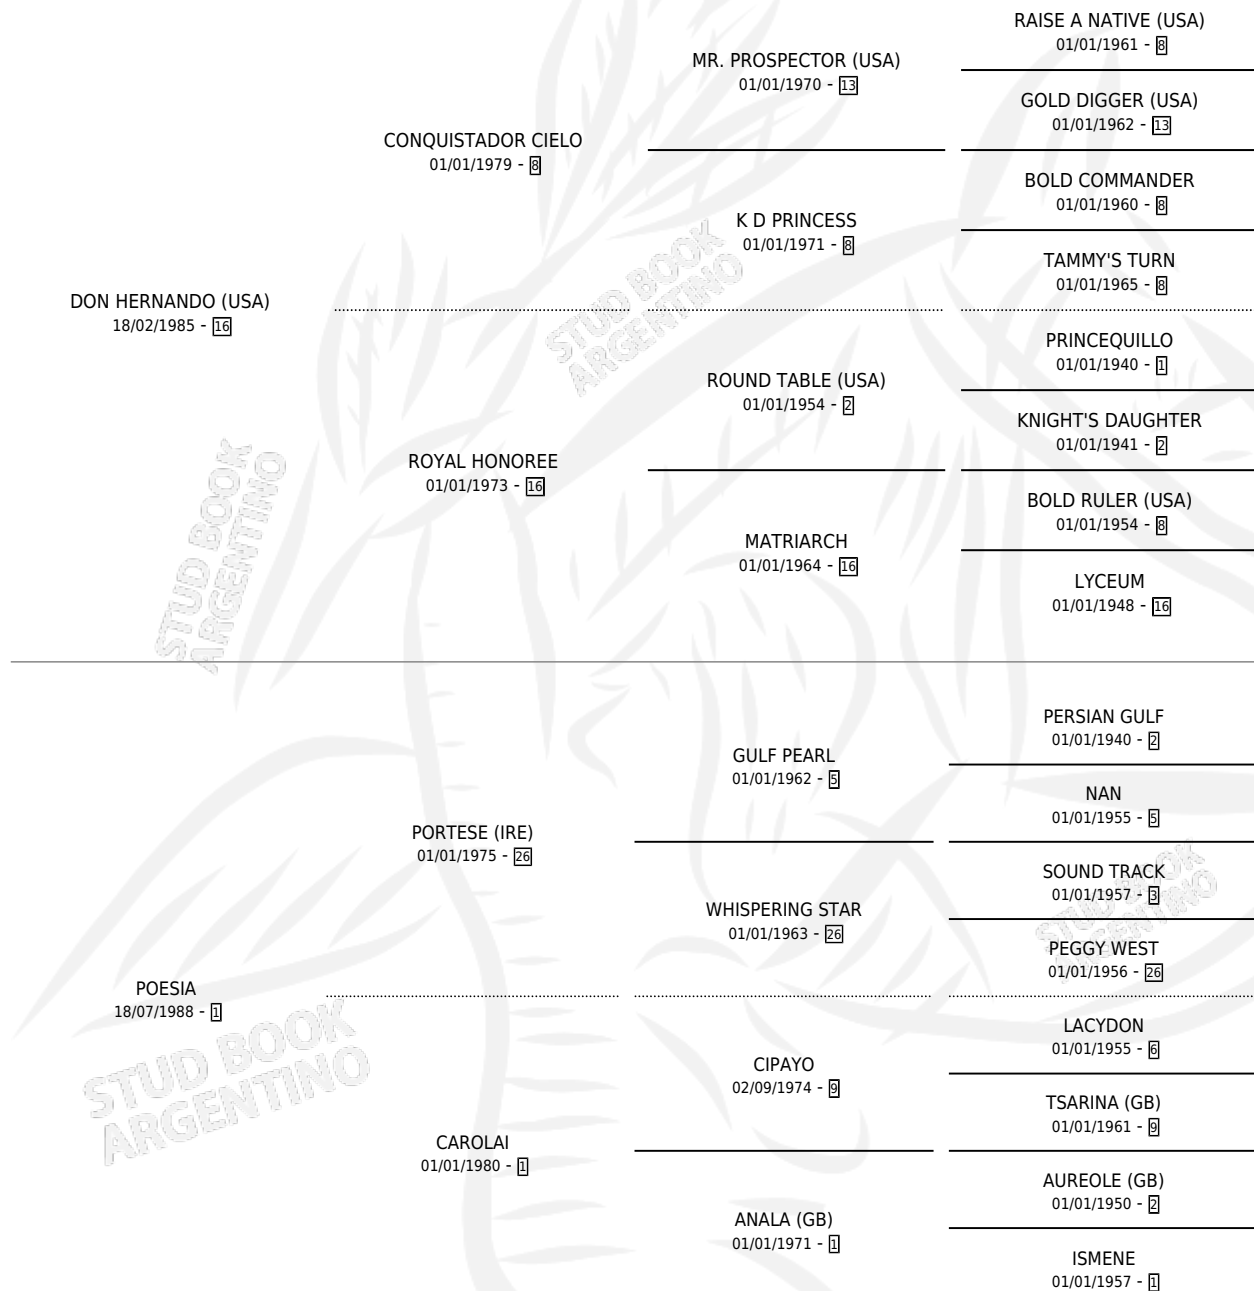 DON HERNANDO (USA)
18/02/1985 - 16
CONQUISTADOR CIELO
01/01/1979 - 8
ROYAL HONOREE
01/01/1973 - 16
MR. PROSPECTOR (USA)
01/01/1970 - 13
K D PRINCESS
01/01/1971 - 8
ROUND TABLE (USA)
01/01/1954 - 2
MATRIARCH
01/01/1964 - 16
RAISE A NATIVE (USA)
01/01/1961 - 8
GOLD DIGGER (USA)
01/01/1962 - 13
BOLD COMMANDER
01/01/1960 - 8
TAMMY'S TURN
01/01/1965 - 8
PRINCEQUILLO
01/01/1940 - 1
KNIGHT'S DAUGHTER
01/01/1941 - 2
BOLD RULER (USA)
01/01/1954 - 8
LYCEUM
01/01/1948 - 16
POESIA
18/07/1988 - 1
PORTESE (IRE)
01/01/1975 - 26
CAROLAI
01/01/1980 - 1
GULF PEARL
01/01/1962 - 5
WHISPERING STAR
01/01/1963 - 26
CIPAYO
02/09/1974 - 9
ANALA (GB)
01/01/1971 - 1
PERSIAN GULF
01/01/1940 - 2
NAN
01/01/1955 - 5
SOUND TRACK
01/01/1957 - 3
PEGGY WEST
01/01/1956 - 26
LACYDON
01/01/1955 - 6
TSARINA (GB)
01/01/1961 - 9
AUREOLE (GB)
01/01/1950 - 2
ISMENE
01/01/1957 - 1
STUD BOOK
ARGENTINO
STUD BOOK
ARGENTINO
STUD BOOK
ARGENTINO
STUD BOOK
ARGENTINO